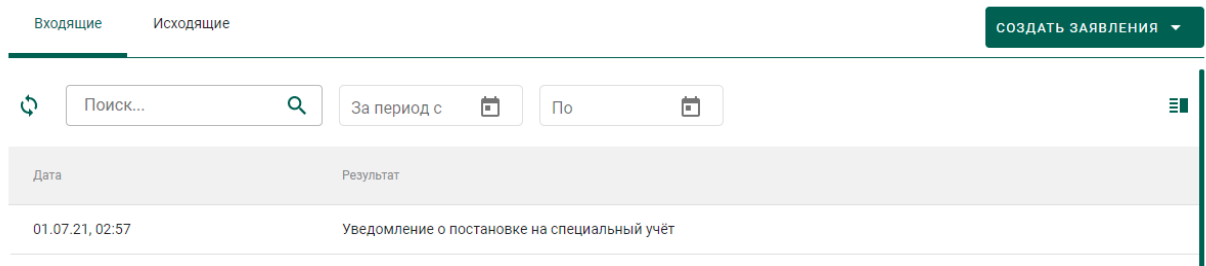 Входящие Исходящие СОЗДАТЬ ЗАЯВЛЕНИЯ
Поиск... За период с По
Дата Результат
01.07.21, 02:57 Уведомление о постановке на специальный учёт